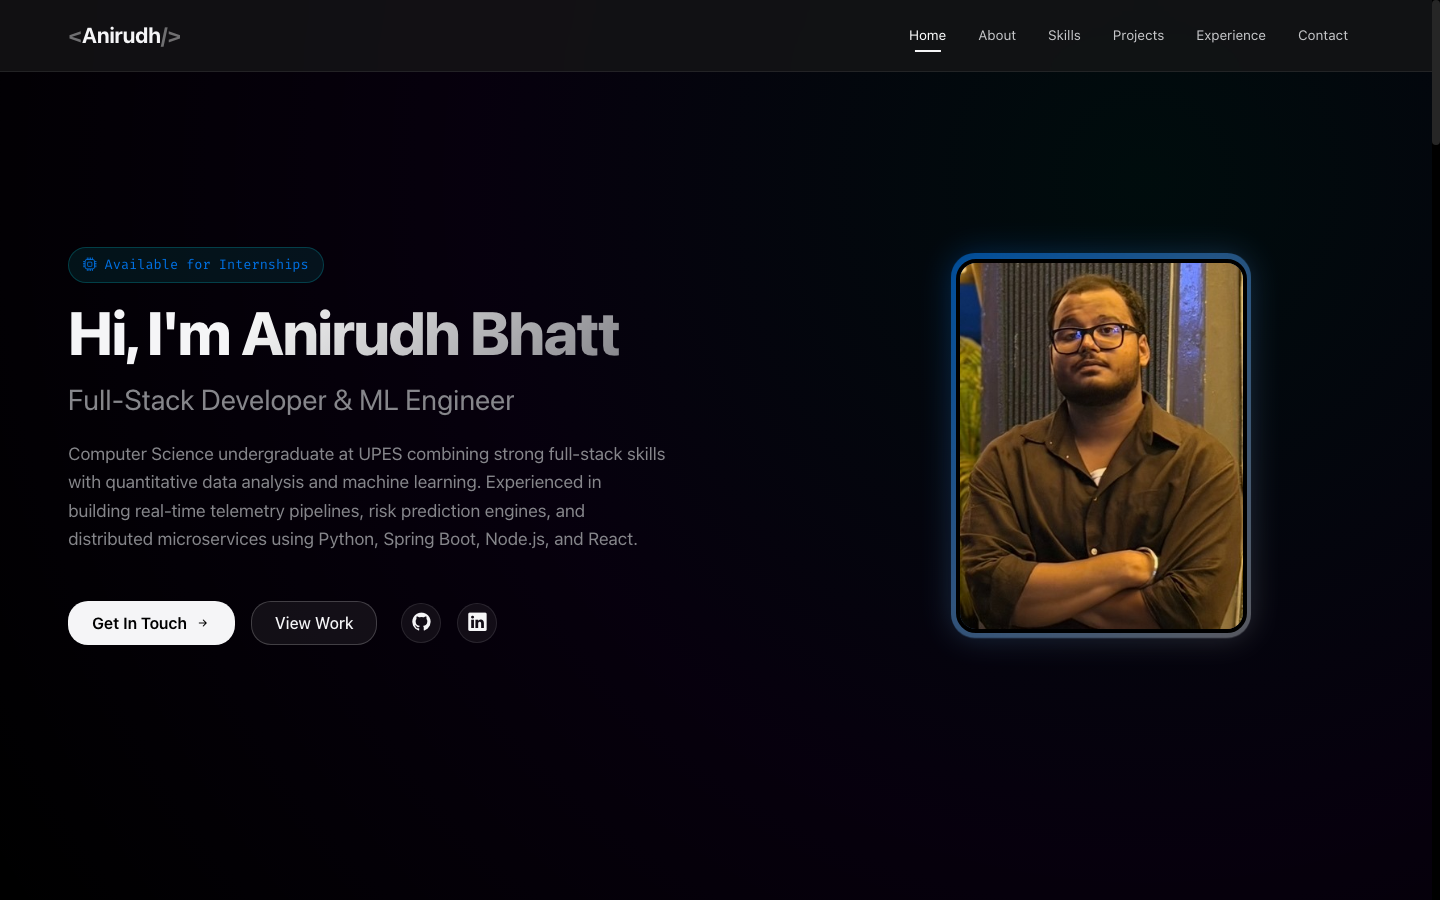 <Anirudh/>
Home About Skills Projects Experience Contact
Available for Internships
Hi, I'm Anirudh Bhatt
Full-Stack Developer & ML Engineer
Computer Science undergraduate at UPES combining strong full-stack skills
with quantitative data analysis and machine learning. Experienced in
building real-time telemetry pipelines, risk prediction engines, and
distributed microservices using Python, Spring Boot, Node.js, and React.
Get In Touch →
View Work
in